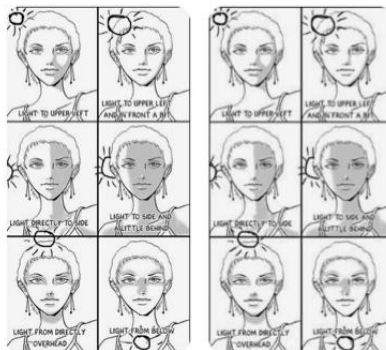 LIGHT TO UPPER LEFT
LIGHT TO UPPER LEFT
AND IN FRONT A BIT
LIGHT DIRECTLY TO SIDE
LIGHT TO SIDE AND
A LITTLE BEHIND
LIGHT FROM DIRECTLY
OVERHEAD
LIGHT FROM BELOW
LIGHT TO UPPER LEFT
LIGHT TO UPPER LEFT
AND IN FRONT A BIT
LIGHT DIRECTLY TO SIDE
LIGHT TO SIDE AND
A LITTLE BEHIND
LIGHT FROM DIRECTLY
OVERHEAD
LIGHT FROM BELOW